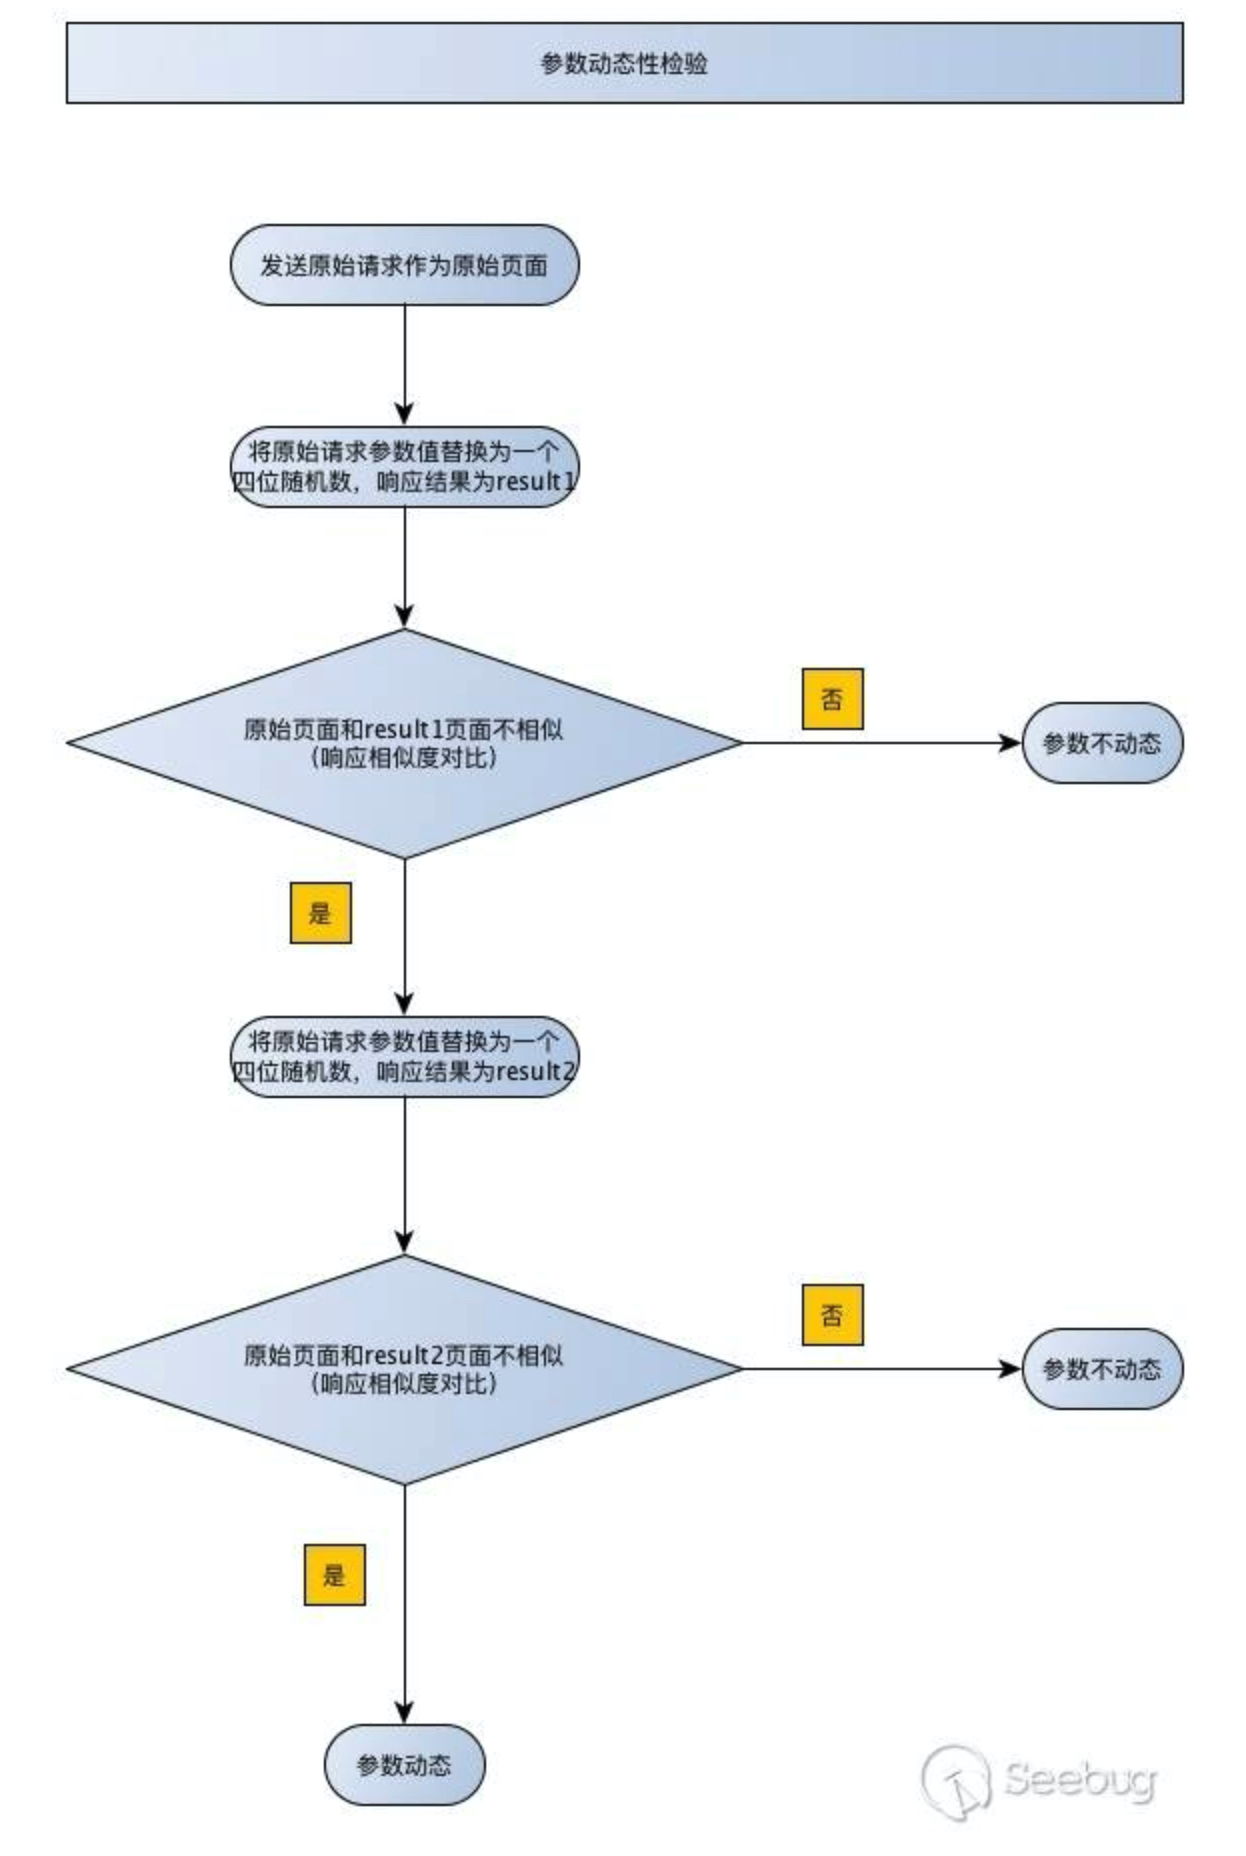 参数动态性检验
发送原始请求作为原始页面
将原始请求参数值替换为一个
四位随机数，响应结果为result1
原始页面和result1页面不相似
（响应相似度对比）
否
参数不动态
是
将原始请求参数值替换为一个
四位随机数，响应结果为result2
原始页面和result2页面不相似
（响应相似度对比）
否
参数不动态
是
参数动态
Seebug